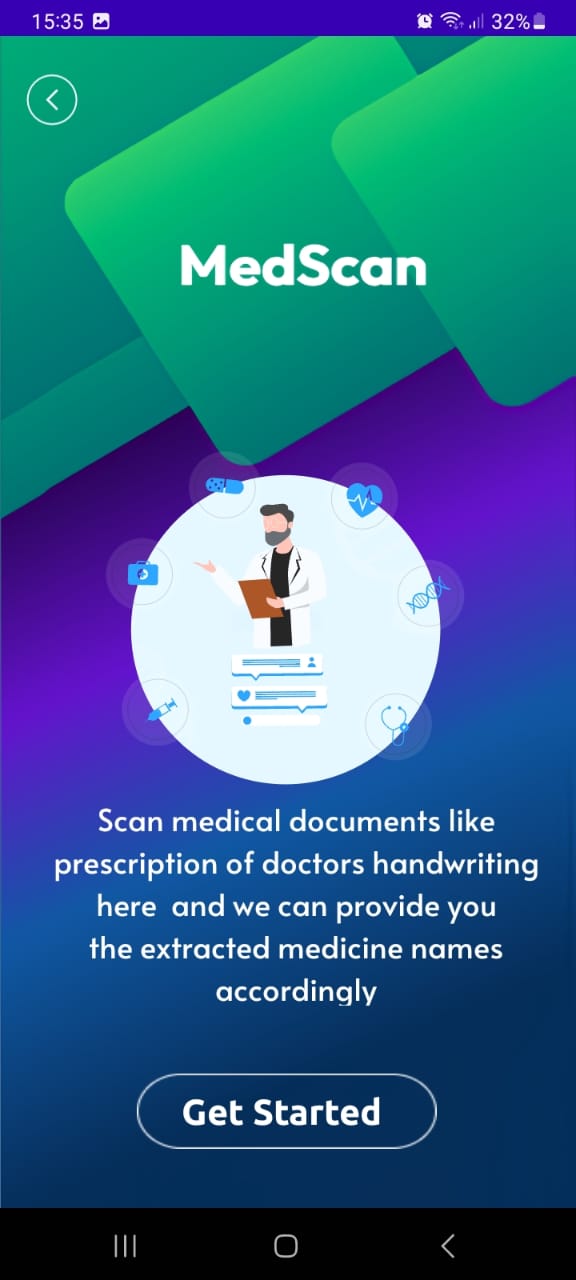 15:35
32%
MedScan
Scan medical documents like
prescription of doctors handwriting
here  and we can provide you
the extracted medicine names
accordingly
Get Started